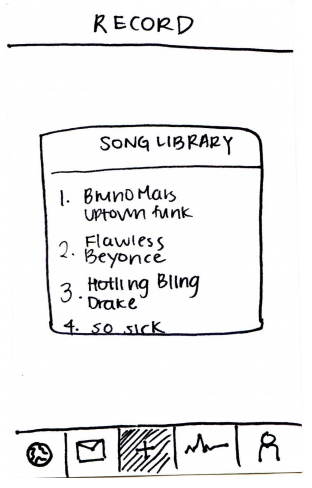 RECORD
SONG LIBRARY
1. Bruno Mars
uptown funk
2. Flawless
Beyonce
3. Hotling Bling
Drake
4. so sick
+